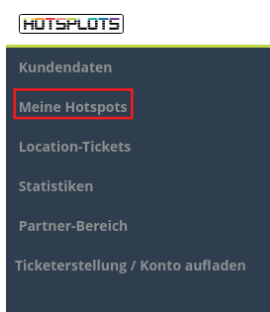 HOTSPLOTS
Kundendaten
Meine Hotspots
Location-Tickets
Statistiken
Partner-Bereich
Ticketerstellung / Konto aufladen